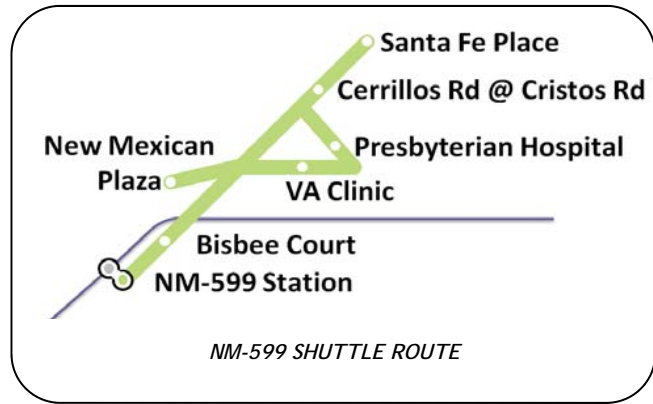 Santa Fe Place
Cerrillos Rd @ Cristos Rd
New Mexican
Plaza
Presbyterian Hospital
VA Clinic
Bisbee Court
NM-599 Station
NM-599 SHUTTLE ROUTE